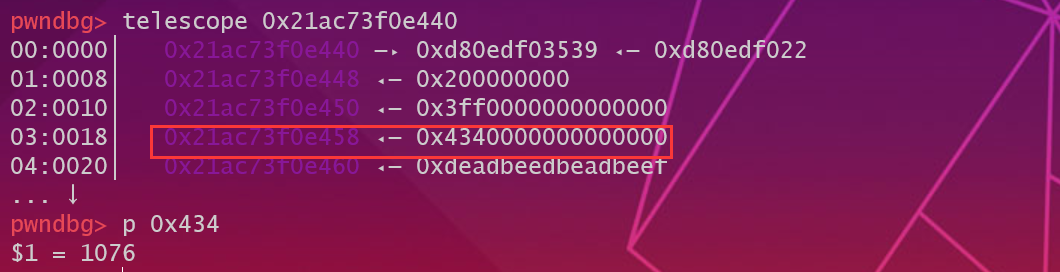 pwndbg> telescope 0x21ac73f0e440
00:0000│ 0x21ac73f0e440 —▸ 0xd80edf03539 ◂— 0xd80edf022
01:0008│ 0x21ac73f0e448 ◂— 0x200000000
02:0010│ 0x21ac73f0e450 ◂— 0x3ff0000000000000
03:0018│ 0x21ac73f0e458 ◂— 0x4340000000000000
04:0020│ 0x21ac73f0e460 ◂— 0xdeadbeedbeadbeef
... ↓
pwndbg> p 0x434
$1 = 1076